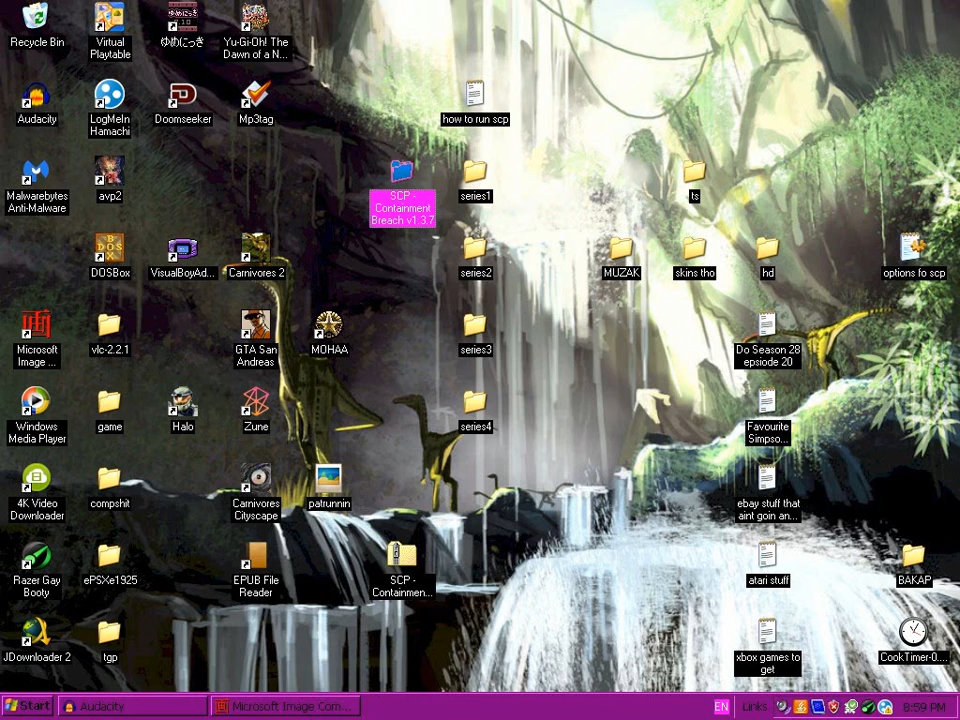 Recycle Bin
Virtual
Playtable
ゆめにっき
Yu-Gi-Oh! The
Dawn of a N...
Audacity
LogMeIn
Hamachi
Doomseeker
Mp3tag
how to run scp
Malwarebytes
Anti-Malware
avp2
SCP -
Containment
Breach v1.3.7
series1
ts
DOSBox
VisualBoyAd...
Carnivores 2
series2
MUZAK
skins tho
hd
options fo scp
Microsoft
Image ...
vlc-2.2.1
GTA San
Andreas
MOHAA
series3
Do Season 28
epsiode 20
Windows
Media Player
game
Halo
Zune
series4
Favourite
Simpso...
4K Video
Downloader
compshit
Carnivores
Cityscape
patrunnin
ebay stuff that
aint goin an...
Razer Gay
Booty
ePSXe1925
EPUB File
Reader
SCP -
Containmen...
atari stuff
BAKAP
JDownloader 2
tgp
xbox games to
get
CookTimer-0....
Start
Audacity
Microsoft Image Com...
EN
Links
8:59 PM